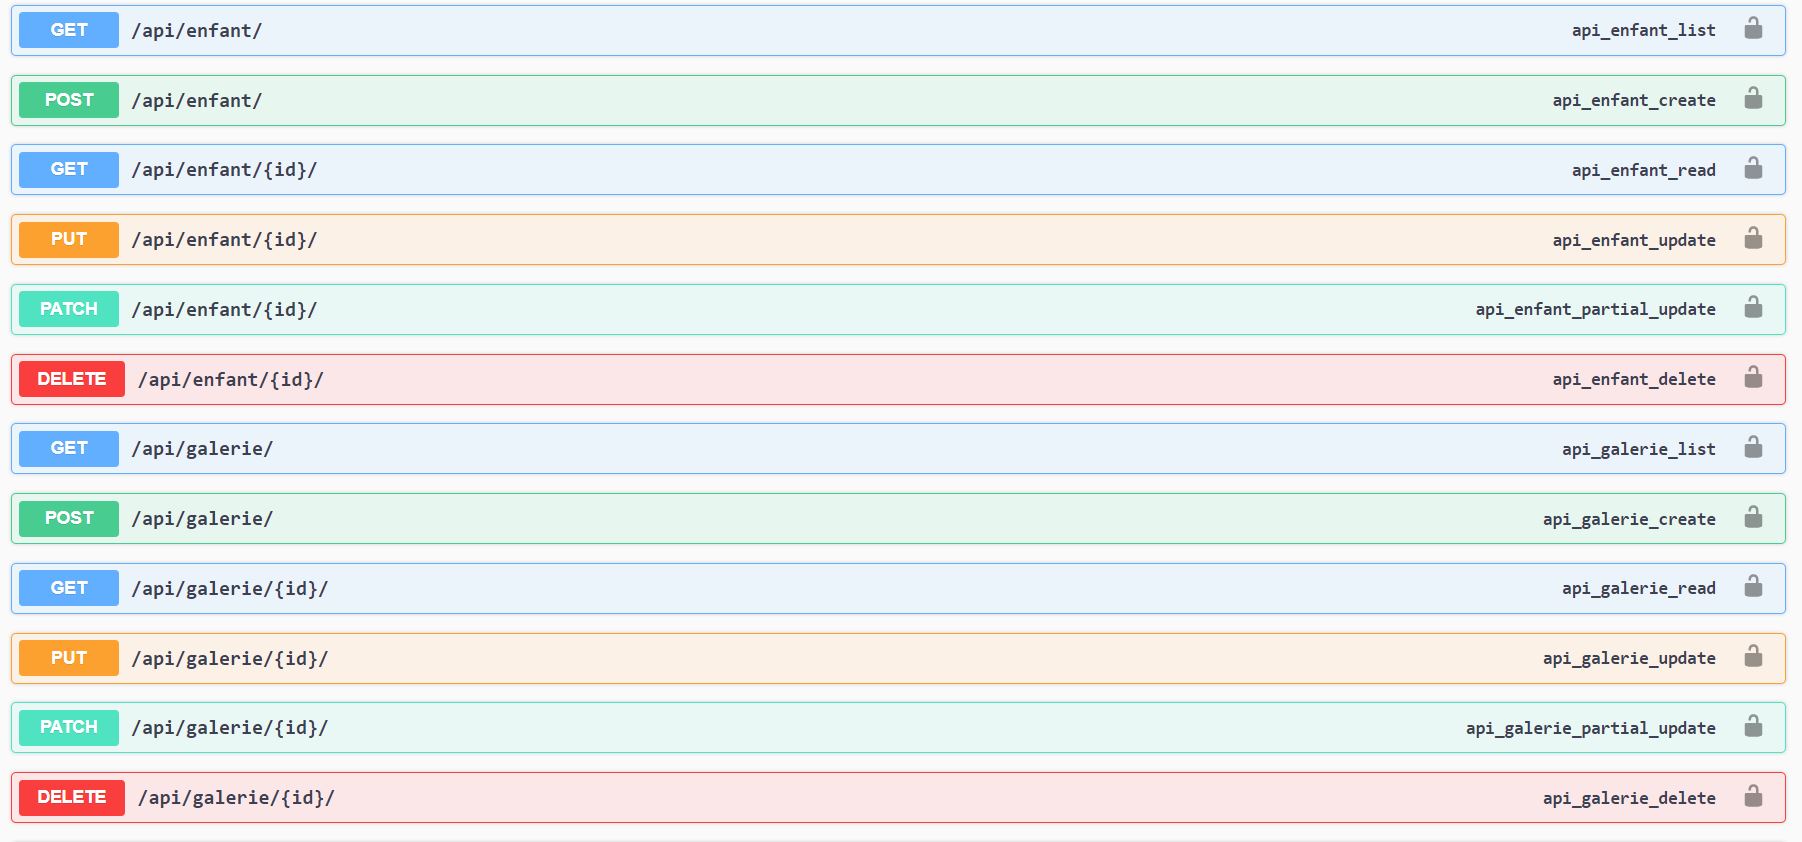 GET /api/enfant/ api_enfant_list
POST /api/enfant/ api_enfant_create
GET /api/enfant/{id}/ api_enfant_read
PUT /api/enfant/{id}/ api_enfant_update
PATCH /api/enfant/{id}/ api_enfant_partial_update
DELETE /api/enfant/{id}/ api_enfant_delete
GET /api/galerie/ api_galerie_list
POST /api/galerie/ api_galerie_create
GET /api/galerie/{id}/ api_galerie_read
PUT /api/galerie/{id}/ api_galerie_update
PATCH /api/galerie/{id}/ api_galerie_partial_update
DELETE /api/galerie/{id}/ api_galerie_delete